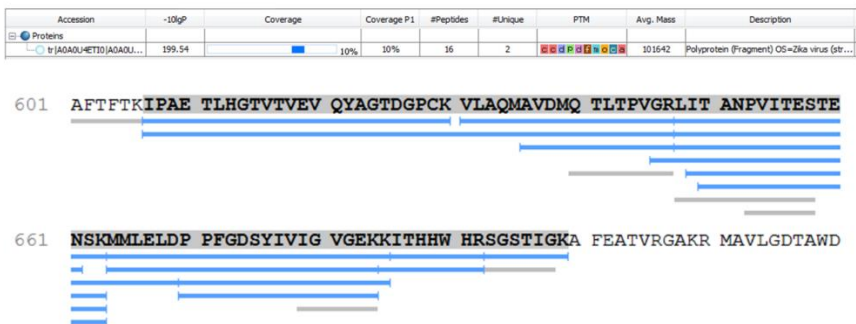 Accession -10lgP Coverage Coverage P1 #Peptides #Unique PTM Avg. Mass Description
Proteins
tr|A0A0U4ETI0|A0A0U... 199.54 10% 10% 16 2 c c d p d f s o c a 101642 Polyprotein (Fragment) OS=Zika virus (str...
601 AFTFTKIPAE TLHGTVTVEV QYAGTDGPCK VLAQMAVDMQ TLTPVGRLIT ANPVITESTE
661 NSKMMLELDP PFGDSYIVIG VGEKKITHHW HRSGSTIGKA FEATVRGAKR MAVLGDTAWD